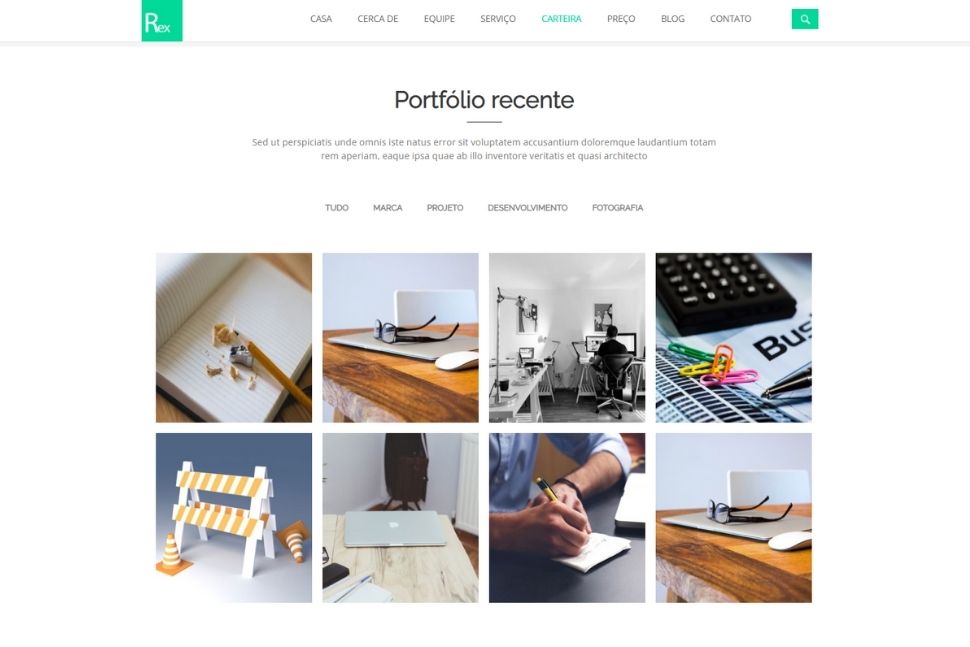 Rex
CASA CERCA DE EQUIPE SERVIÇO CARTEIRA PREÇO BLOG CONTATO
Portfólio recente
Sed ut perspiciatis unde omnis iste natus error sit voluptatem accusantium doloremque laudantium totam
rem aperiam, eaque ipsa quae ab illo inventore veritatis et quasi architecto
TUDO MARCA PROJETO DESENVOLVIMENTO FOTOGRAFIA
Bus